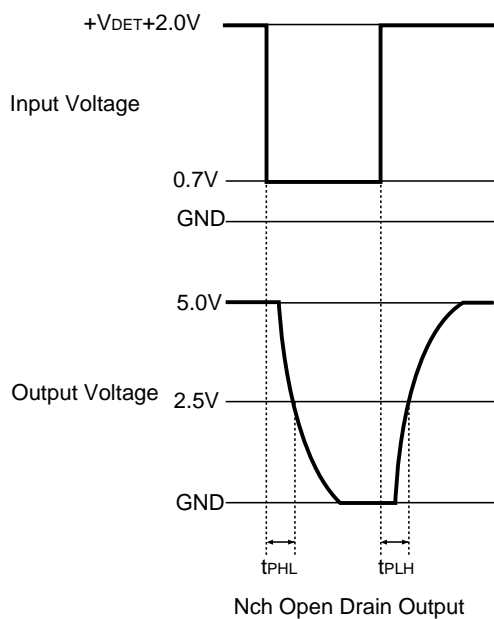 +VDET+2.0V
Input Voltage
0.7V
GND
5.0V
Output Voltage
2.5V
GND
tPHL
tPLH
Nch Open Drain Output